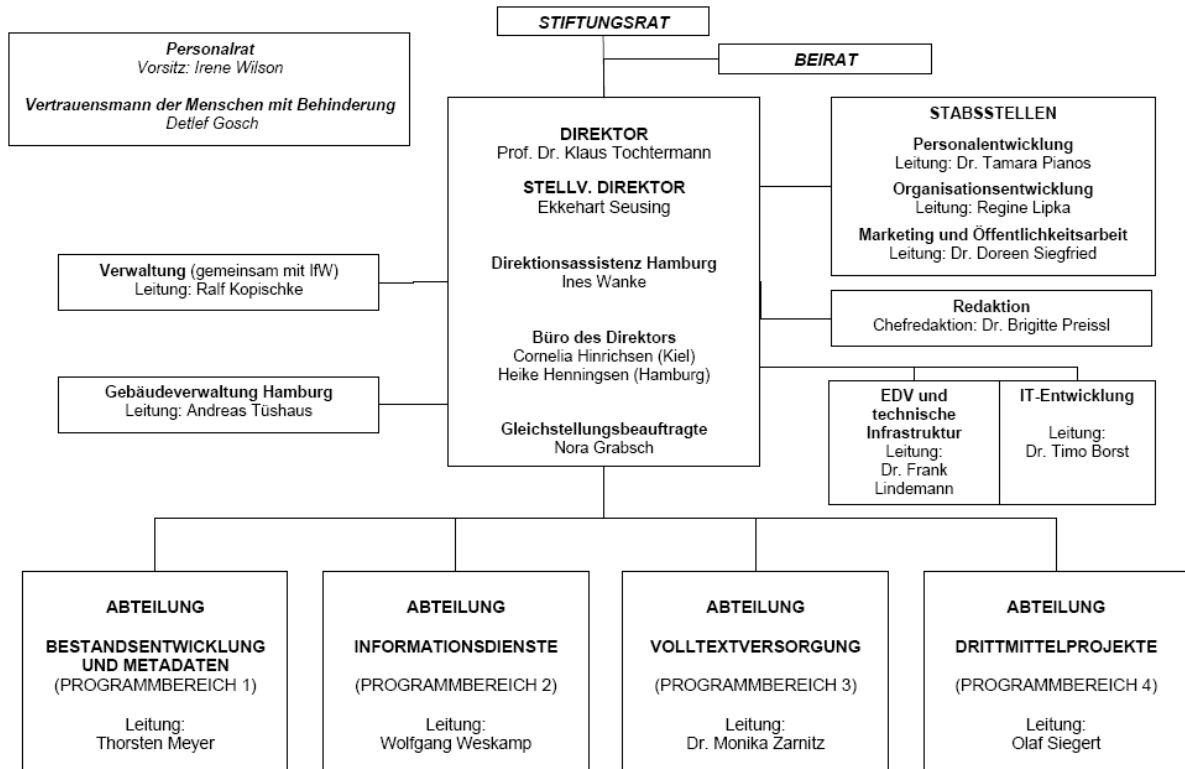 STIFTUNGSRAT
BEIRAT
Personalrat
Vorsitz: Irene Wilson
Vertrauensmann der Menschen mit Behinderung
Detlef Gosch
DIREKTOR
Prof. Dr. Klaus Tochtermann
STELLV. DIREKTOR
Ekkehart Seusing
Direktionsassistenz Hamburg
Ines Wanke
Büro des Direktors
Cornelia Hinrichsen (Kiel)
Heike Henningsen (Hamburg)
Gleichstellungsbeauftragte
Nora Grabsch
STABSSTELLEN
Personalentwicklung
Leitung: Dr. Tamara Pianos
Organisationsentwicklung
Leitung: Regine Lipka
Marketing und Öffentlichkeitsarbeit
Leitung: Dr. Doreen Siegfried
Verwaltung (gemeinsam mit IfW)
Leitung: Ralf Kopischke
Redaktion
Chefredaktion: Dr. Brigitte Preissl
Gebäudeverwaltung Hamburg
Leitung: Andreas Tüshaus
EDV und
technische
Infrastruktur
Leitung:
Dr. Frank
Lindemann
IT-Entwicklung
Leitung:
Dr. Timo Borst
ABTEILUNG
BESTANDSENTWICKLUNG
UND METADATEN
(PROGRAMMBEREICH 1)
Leitung:
Thorsten Meyer
ABTEILUNG
INFORMATIONSDIENSTE
(PROGRAMMBEREICH 2)
Leitung:
Wolfgang Weskamp
ABTEILUNG
VOLLTEXTVERSORGUNG
(PROGRAMMBEREICH 3)
Leitung:
Dr. Monika Zarnitz
ABTEILUNG
DRITTMITTELPROJEKTE
(PROGRAMMBEREICH 4)
Leitung:
Olaf Siegert